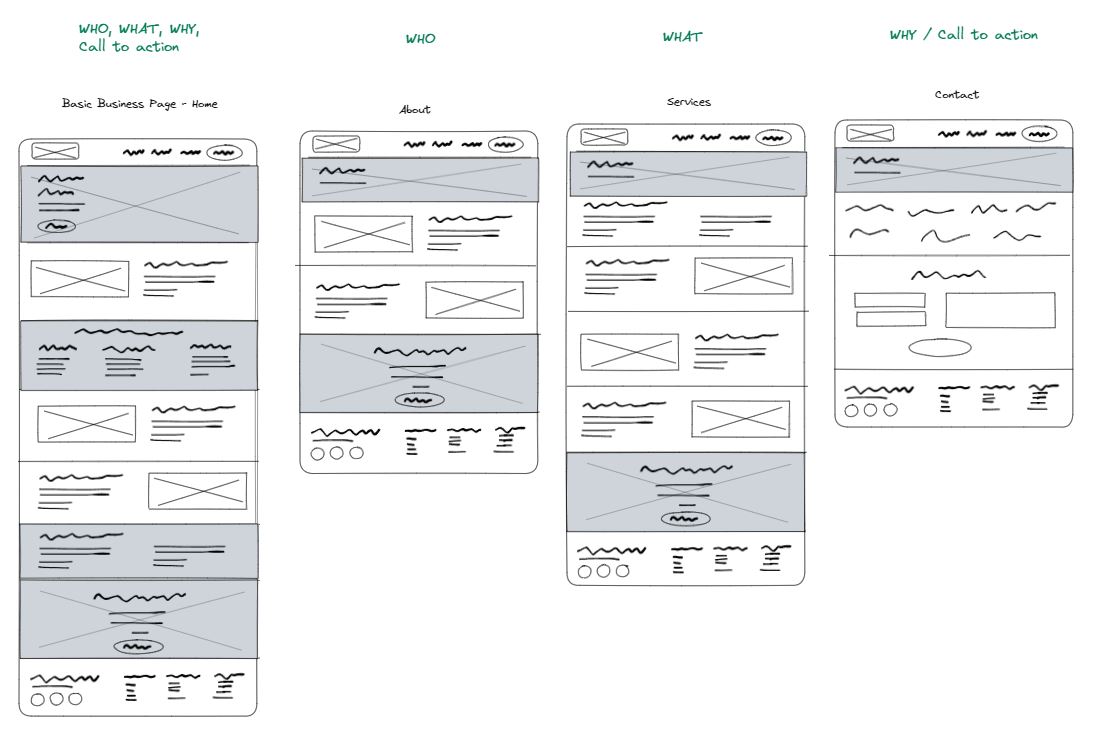 WHO, WHAT, WHY,
Call to action
WHO
WHAT
WHY / Call to action
Basic Business Page - Home
About
Services
Contact